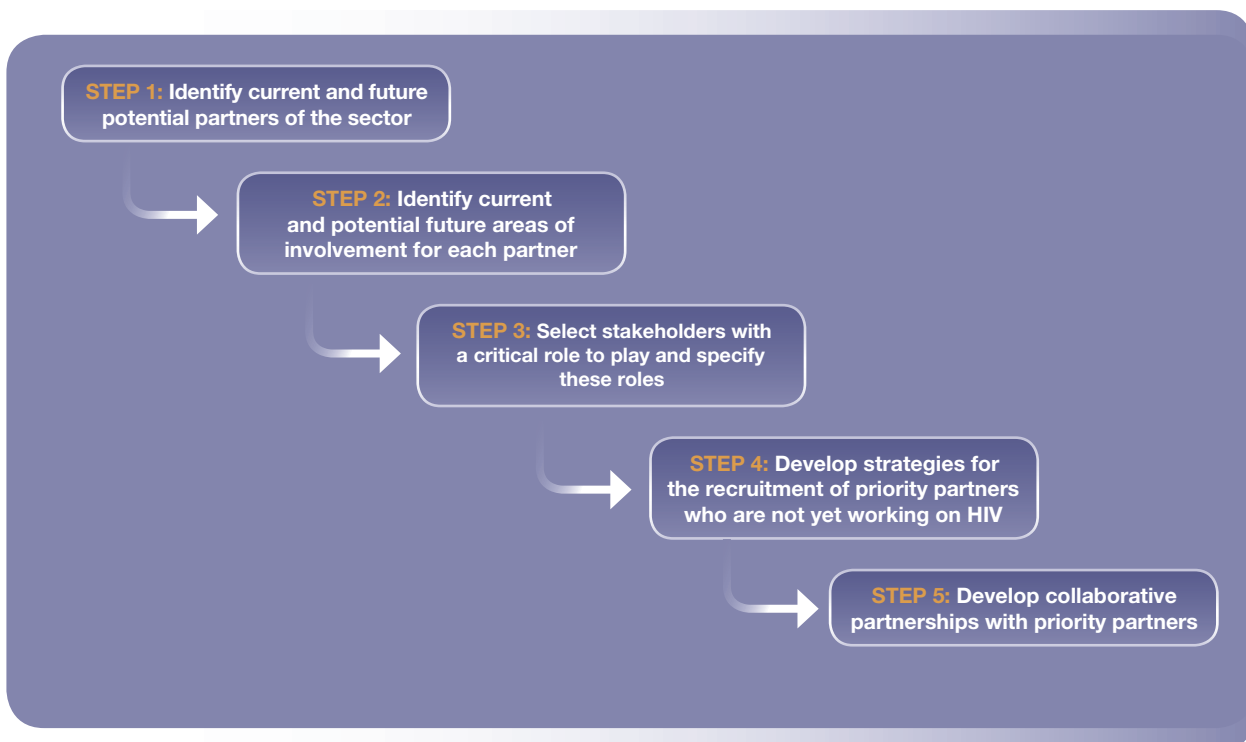 STEP 1: Identify current and future
potential partners of the sector
STEP 2: Identify current
and potential future areas of
involvement for each partner
STEP 3: Select stakeholders with
a critical role to play and specify
these roles
STEP 4: Develop strategies for
the recruitment of priority partners
who are not yet working on HIV
STEP 5: Develop collaborative
partnerships with priority partners